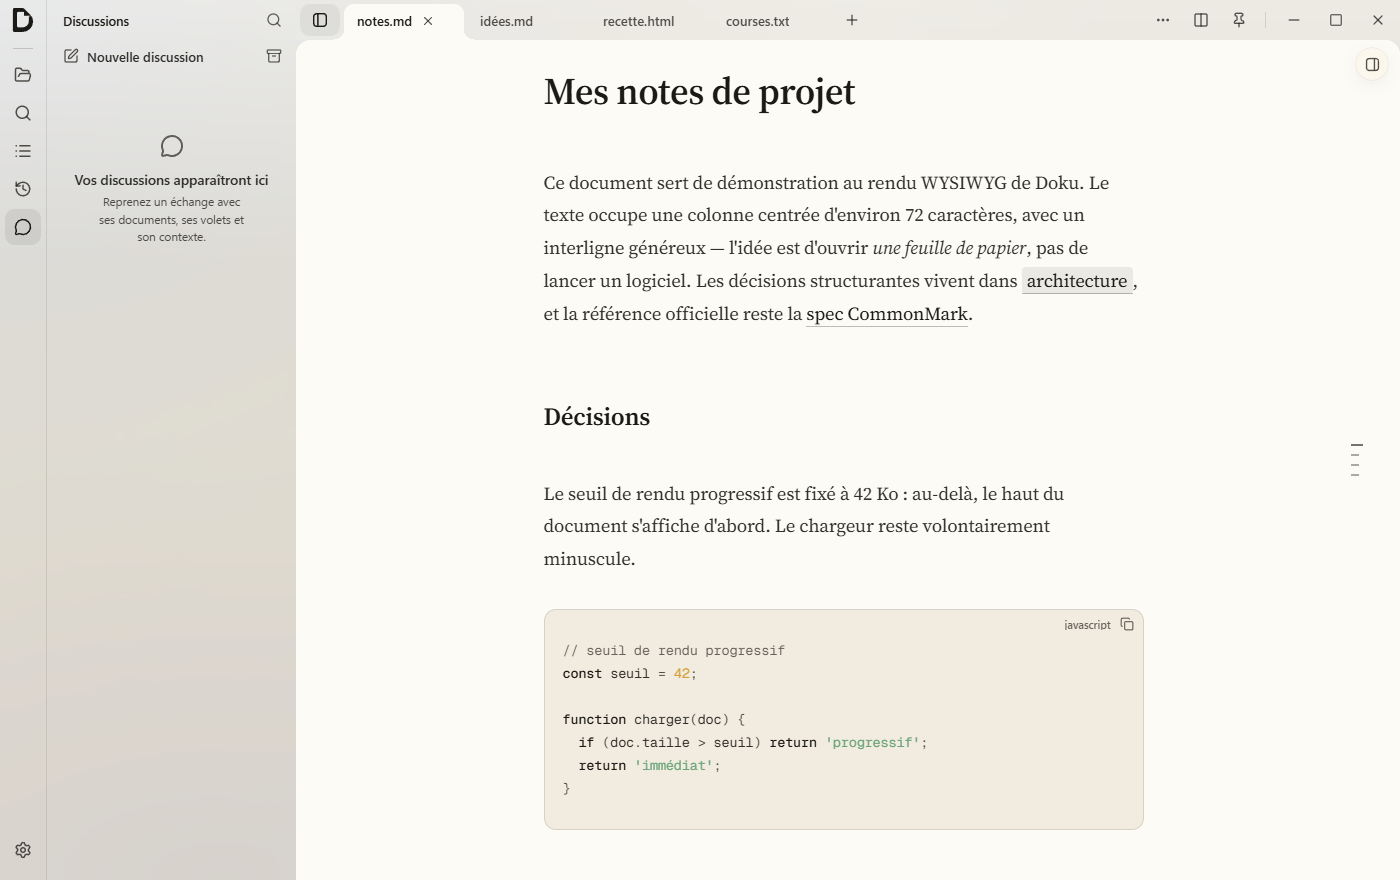 Discussions
notes.md
idées.md
recette.html
courses.txt
Nouvelle discussion
Vos discussions apparaîtront ici
Reprenez un échange avec
ses documents, ses volets et
son contexte.
Mes notes de projet
Ce document sert de démonstration au rendu WYSIWYG de Doku. Le
texte occupe une colonne centrée d'environ 72 caractères, avec un
interligne généreux — l'idée est d'ouvrir une feuille de papier, pas de
lancer un logiciel. Les décisions structurantes vivent dans architecture ,
et la référence officielle reste la spec CommonMark.
Décisions
Le seuil de rendu progressif est fixé à 42 Ko : au-delà, le haut du
document s'affiche d'abord. Le chargeur reste volontairement
minuscule.
javascript
// seuil de rendu progressif
const seuil = 42;
function charger(doc) {
  if (doc.taille > seuil) return 'progressif';
  return 'immédiat';
}